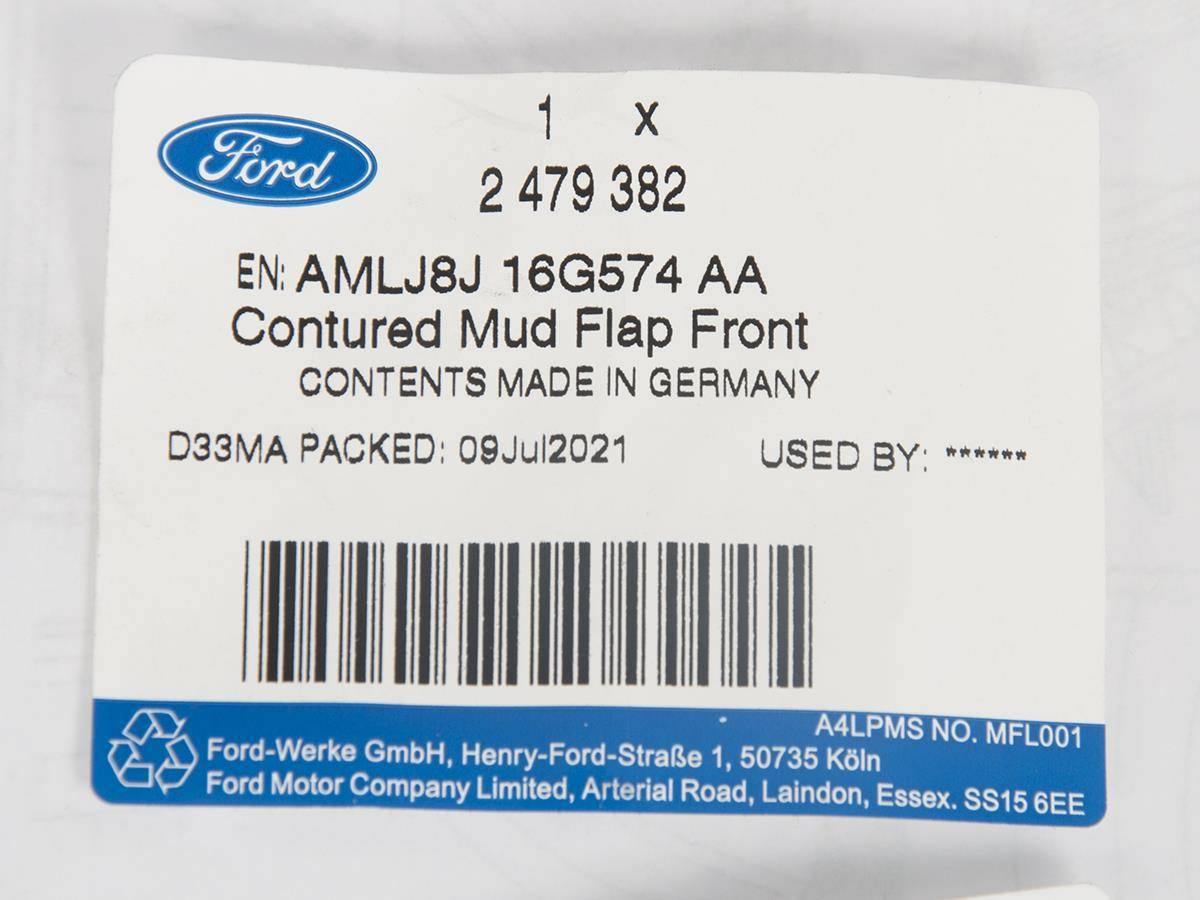 Ford
1 x
2 479 382
EN: AMLJ8J 16G574 AA
Contured Mud Flap Front
CONTENTS MADE IN GERMANY
D33MA PACKED: 09Jul2021 USED BY: ******
A4LPMS NO. MFL001
Ford-Werke GmbH, Henry-Ford-Straße 1, 50735 Köln
Ford Motor Company Limited, Arterial Road, Laindon, Essex. SS15 6EE